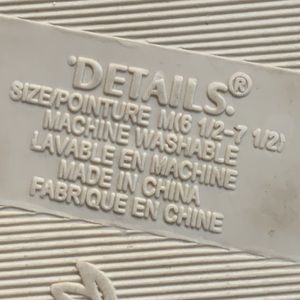 ·DETAILS.®
SIZE/POINTURE M(6 1/2-7 1/2)
MACHINE WASHABLE
LAVABLE EN MACHINE
MADE IN CHINA
FABRIQUE EN CHINE